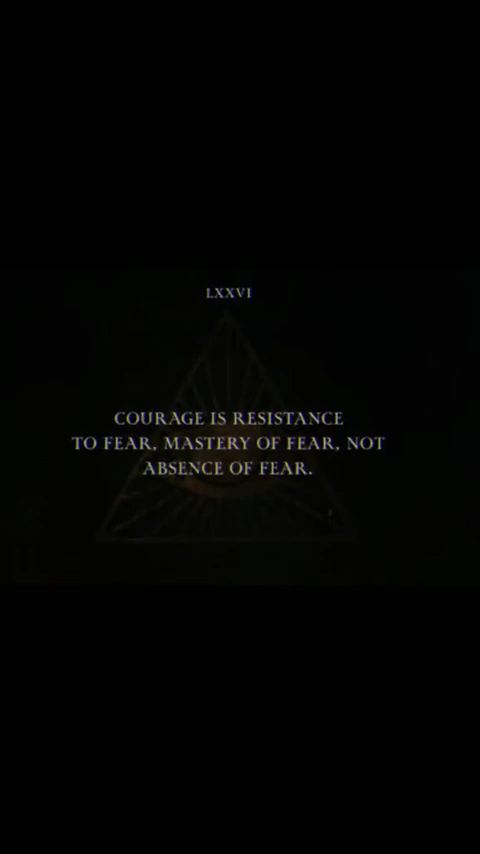 LXXVI
COURAGE IS RESISTANCE
TO FEAR, MASTERY OF FEAR, NOT
ABSENCE OF FEAR.